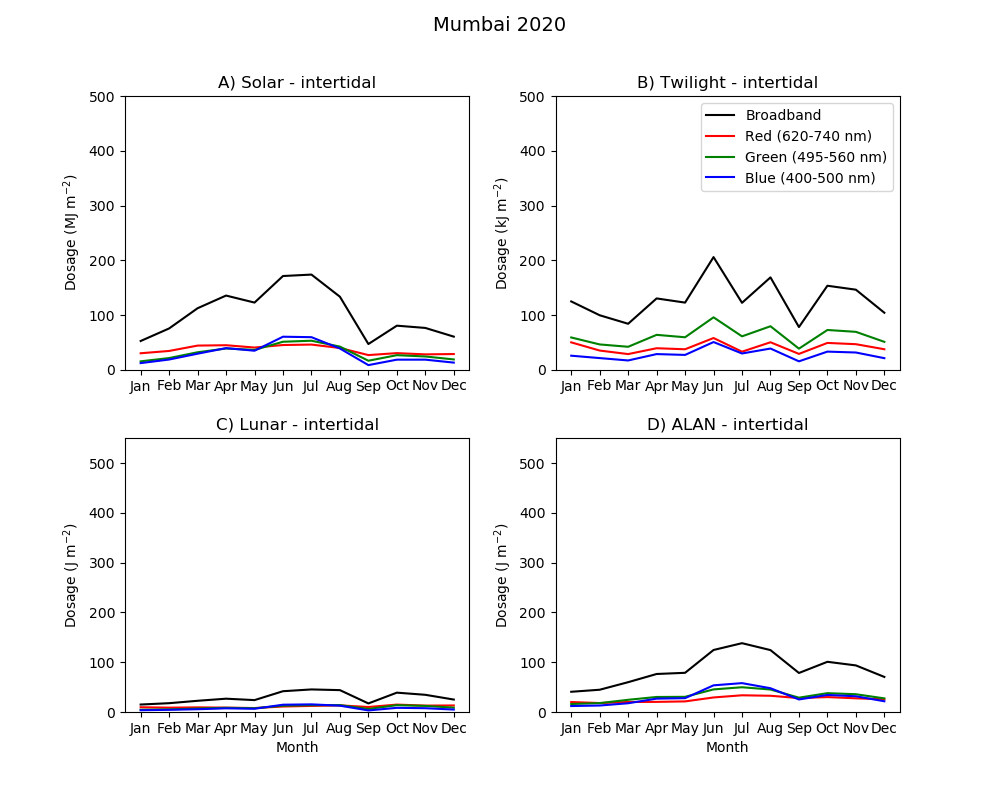 Mumbai 2020
A) Solar - intertidal
500
400
300
200
100
0
Dosage (MJ m⁻²)
Jan Feb Mar Apr May Jun Jul Aug Sep Oct Nov Dec
B) Twilight - intertidal
500
400
300
200
100
0
Dosage (kJ m⁻²)
Broadband
Red (620-740 nm)
Green (495-560 nm)
Blue (400-500 nm)
Jan Feb Mar Apr May Jun Jul Aug Sep Oct Nov Dec
C) Lunar - intertidal
500
400
300
200
100
0
Dosage (J m⁻²)
Jan Feb Mar Apr May Jun Jul Aug Sep Oct Nov Dec
Month
D) ALAN - intertidal
500
400
300
200
100
0
Dosage (J m⁻²)
Jan Feb Mar Apr May Jun Jul Aug Sep Oct Nov Dec
Month